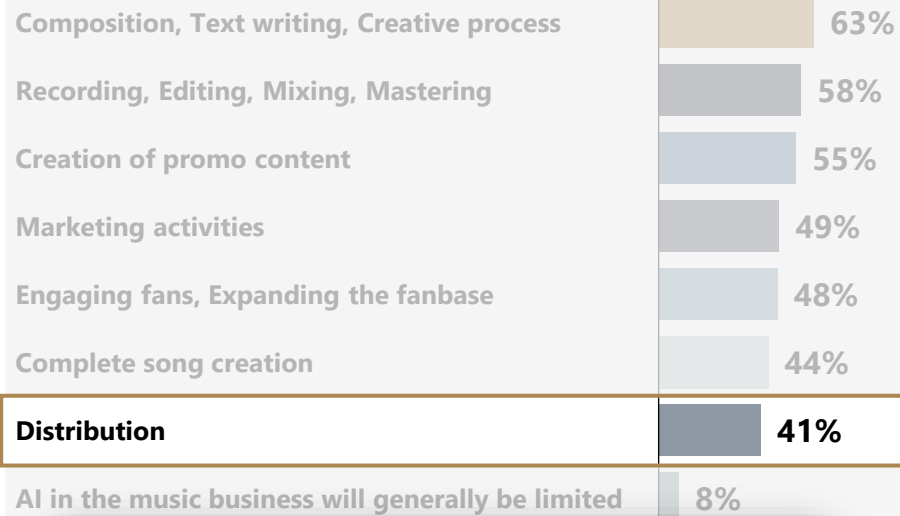 Composition, Text writing, Creative process 63%
Recording, Editing, Mixing, Mastering 58%
Creation of promo content 55%
Marketing activities 49%
Engaging fans, Expanding the fanbase 48%
Complete song creation 44%
Distribution 41%
AI in the music business will generally be limited 8%